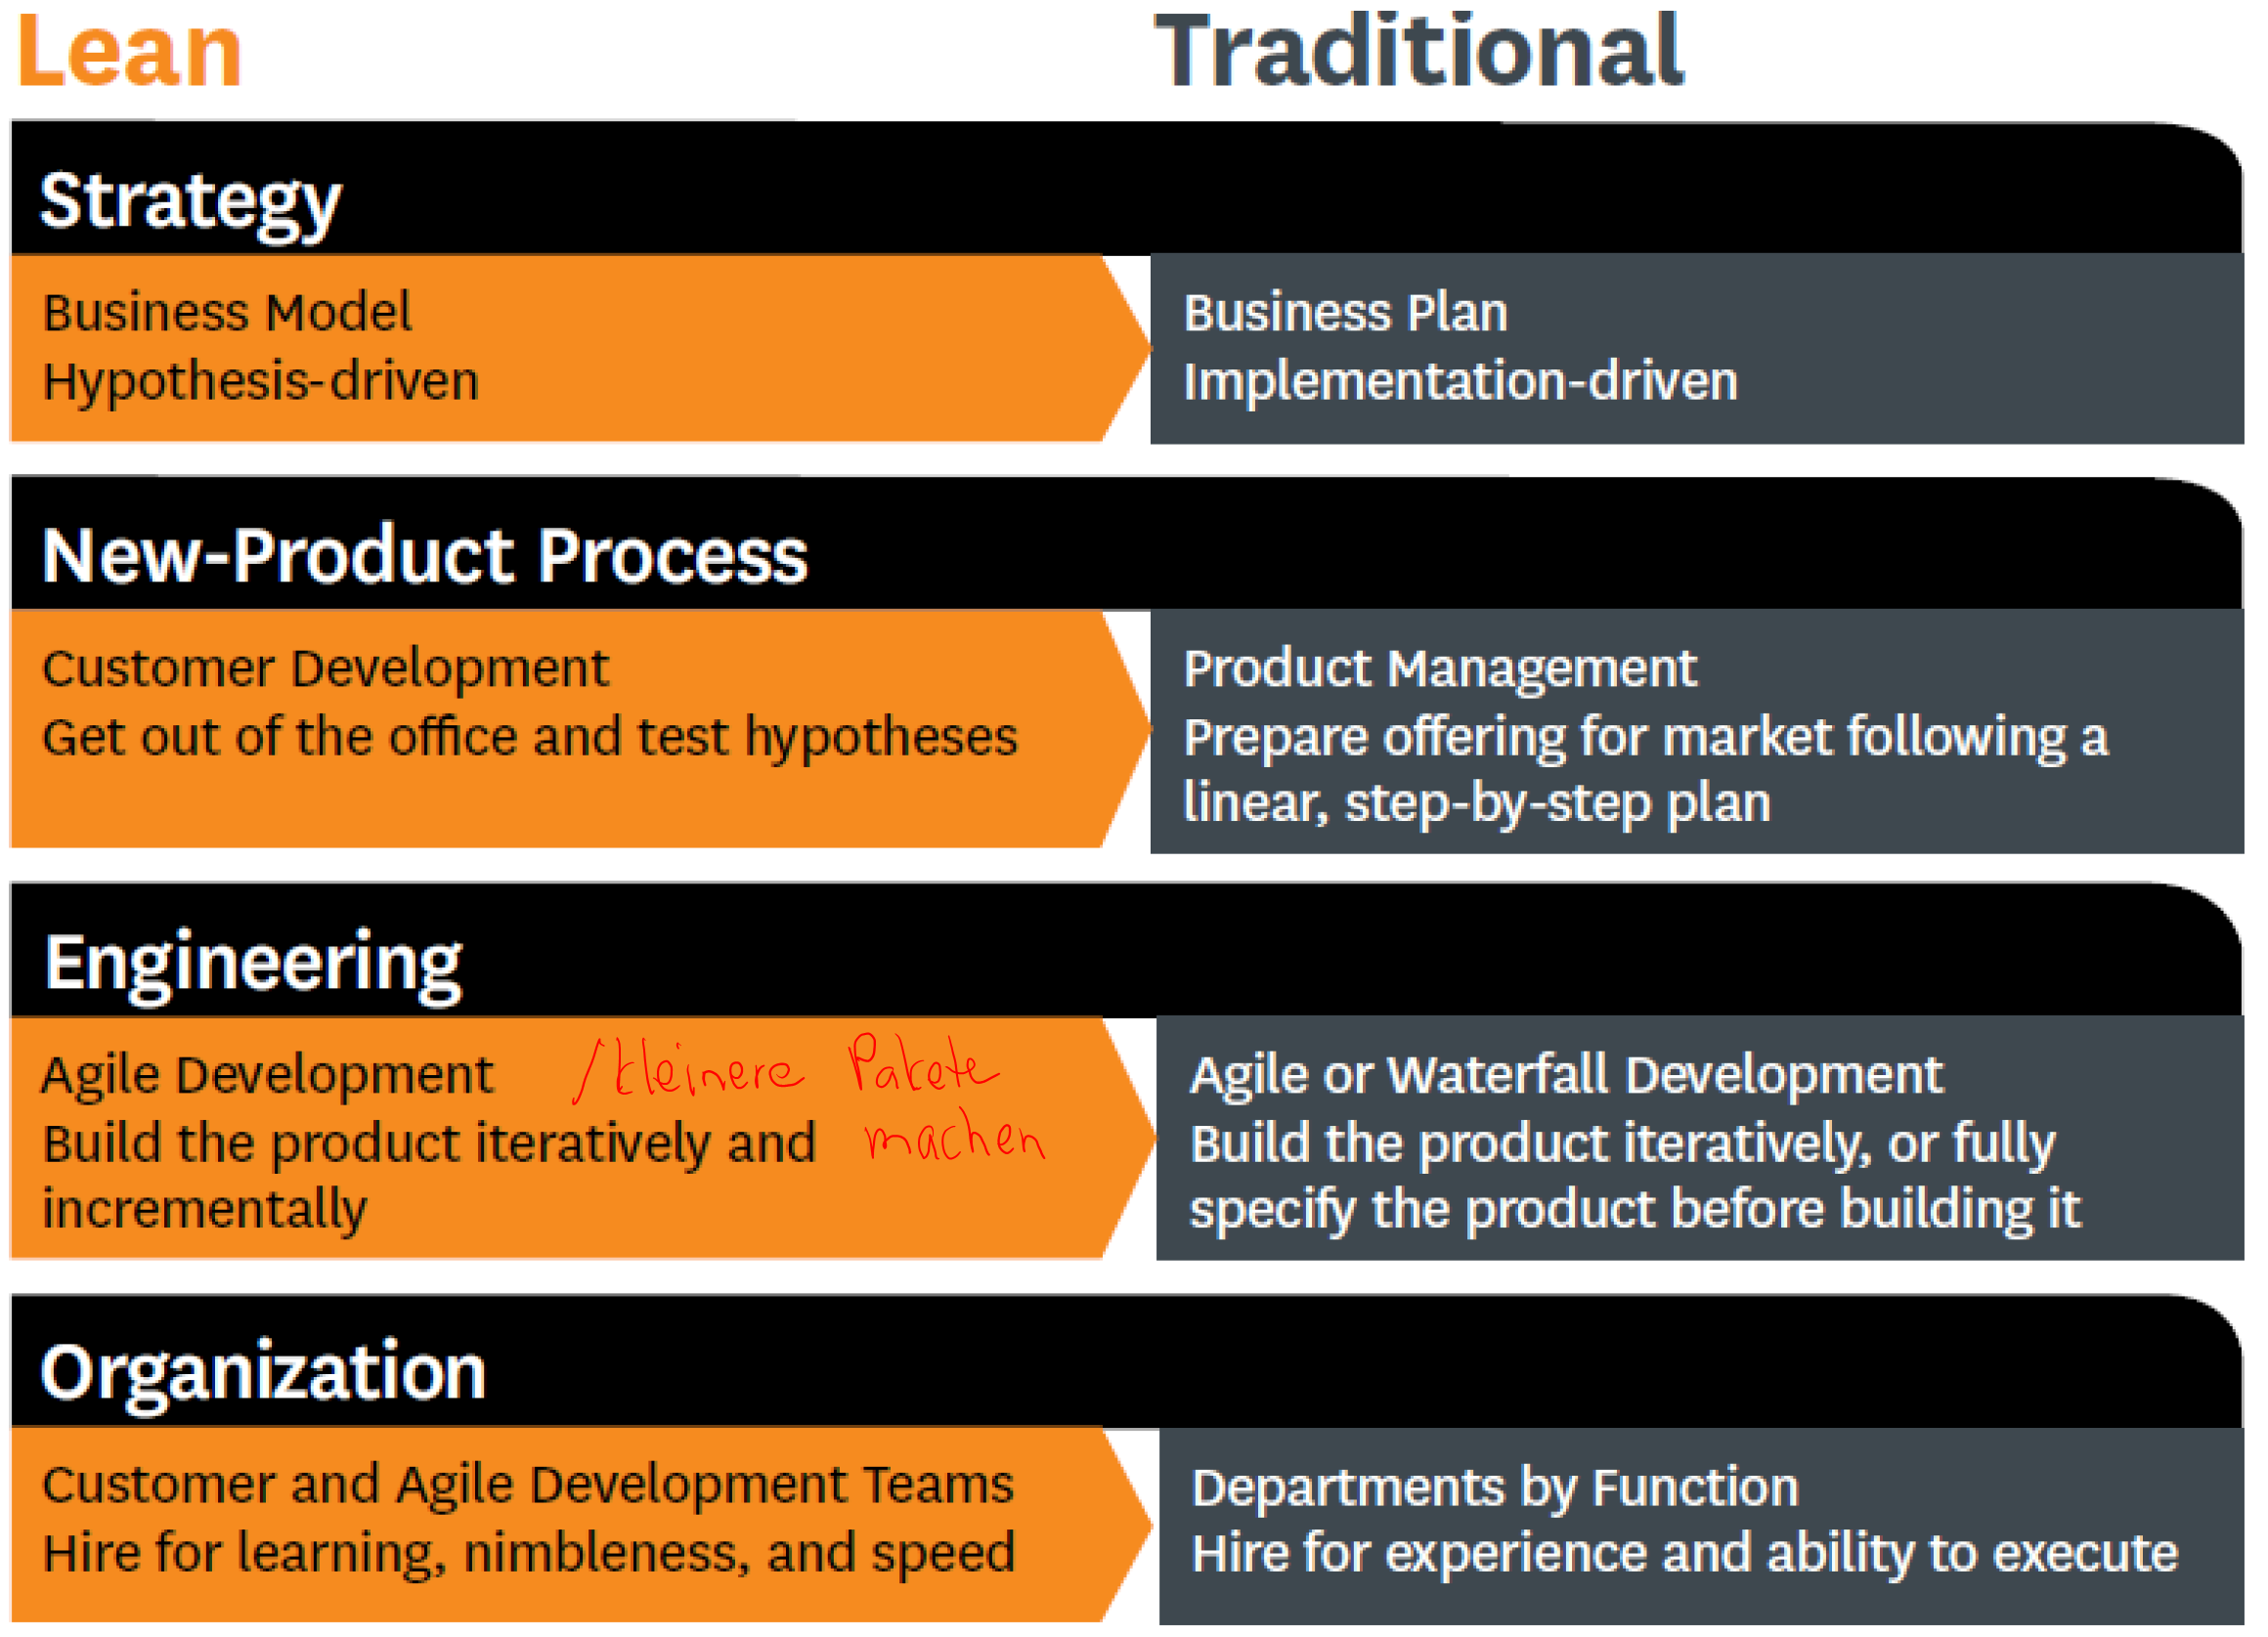 Lean
Traditional
Strategy
Business Model
Hypothesis-driven
Business Plan
Implementation-driven
New-Product Process
Customer Development
Get out of the office and test hypotheses
Product Management
Prepare offering for market following a
linear, step-by-step plan
Engineering
Agile Development
Build the product iteratively and
incrementally
/kleinere Pakete
machen
Agile or Waterfall Development
Build the product iteratively, or fully
specify the product before building it
Organization
Customer and Agile Development Teams
Hire for learning, nimbleness, and speed
Departments by Function
Hire for experience and ability to execute